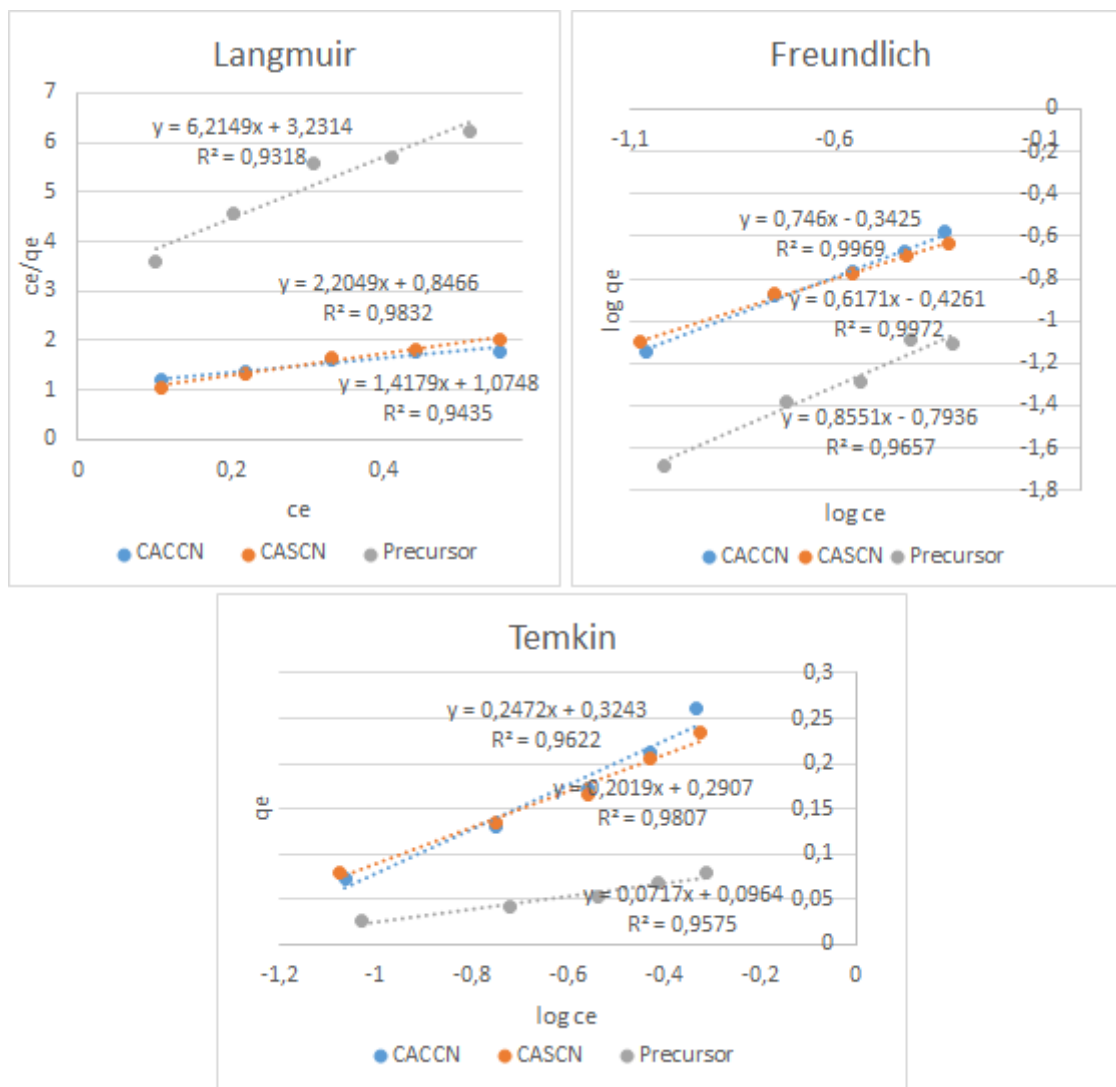 Langmuir
7
6
5
4
3
2
1
0
ce/qe
y = 6,2149x + 3,2314
R² = 0,9318
y = 2,2049x + 0,8466
R² = 0,9832
y = 1,4179x + 1,0748
R² = 0,9435
0
0,2
0,4
ce
CACCN CASCN Precursor
Freundlich
-1,1
-0,6
-0,1
0
-0,2
-0,4
-0,6
-0,8
-1
-1,2
-1,4
-1,6
-1,8
log qe
y = 0,746x - 0,3425
R² = 0,9969
y = 0,6171x - 0,4261
R² = 0,9972
y = 0,8551x - 0,7936
R² = 0,9657
log ce
CACCN CASCN Precursor
Temkin
0,3
0,25
0,2
0,15
0,1
0,05
0
qe
y = 0,2472x + 0,3243
R² = 0,9622
y = 0,2019x + 0,2907
R² = 0,9807
y = 0,0717x + 0,0964
R² = 0,9575
-1,2
-1
-0,8
-0,6
-0,4
-0,2
0
log ce
CACCN CASCN Precursor